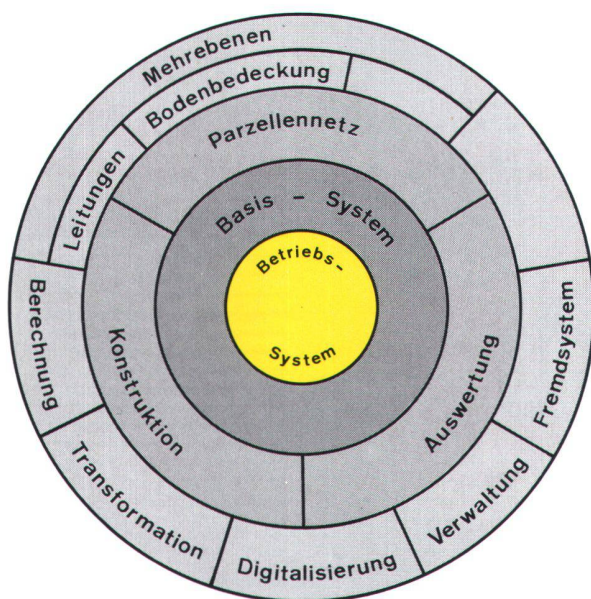 Mehrebenen
Bodenbedeckung
Leitungen
Parzellennetz
Basis - System
Betriebs-
System
Berechnung
Konstruktion
Auswertung
Fremdsystem
Transformation
Digitalisierung
Verwaltung